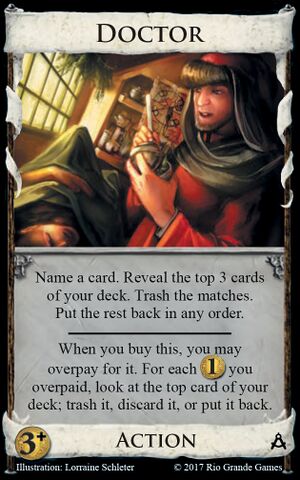 DOCTOR
Name a card. Reveal the top 3 cards
of your deck. Trash the matches.
Put the rest back in any order.
When you buy this, you may
overpay for it. For each 1 you
overpaid, look at the top card of your
deck; trash it, discard it, or put it back.
3+ ACTION
Illustration: Lorraine Schleter © 2017 Rio Grande Games